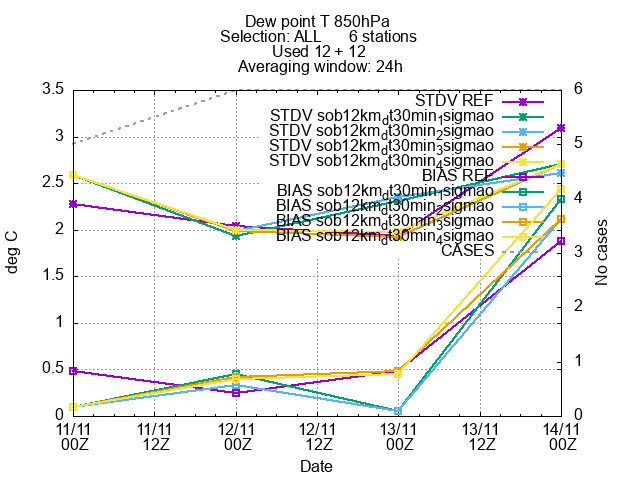 Dew point T 850hPa
Selection: ALL 6 stations
Used 12 + 12
Averaging window: 24h
3.5
3
2.5
2
1.5
1
0.5
0
deg C
6
5
4
3
2
1
0
No cases
STDV REF
STDV sob12km_dt30min_1sigmao
STDV sob12km_dt30min_2sigmao
STDV sob12km_dt30min_3sigmao
STDV sob12km_dt30min_4sigmao
BIAS REF
BIAS sob12km_dt30min_1sigmao
BIAS sob12km_dt30min_2sigmao
BIAS sob12km_dt30min_3sigmao
BIAS sob12km_dt30min_4sigmao
CASES
11/11 11/11 12/11 12/11 13/11 13/11 14/11
00Z 12Z 00Z 12Z 00Z 12Z 00Z
Date